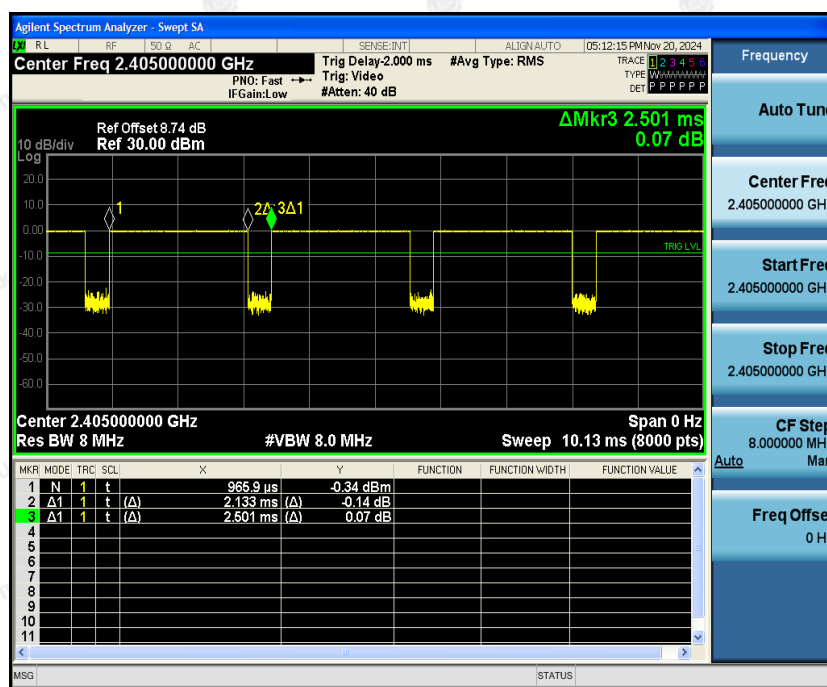 Agilent Spectrum Analyzer - Swept SA
LXI RL RF 50 Ω AC SENSE:INT ALIGN AUTO 05:12:15 PM Nov 20, 2024
Center Freq 2.405000000 GHz
PNO: Fast
IFGain:Low
Trig Delay-2.000 ms
Trig: Video
#Atten: 40 dB
#Avg Type: RMS
TRACE 1 2 3 4 5 6
TYPE W
DET P P P P P P
ΔMkr3 2.501 ms
0.07 dB
Ref Offset 8.74 dB
Ref 30.00 dBm
10 dB/div
Log
20.0
10.0
0.00
-10.0
-20.0
-30.0
-40.0
-50.0
-60.0
1
2Δ 3Δ1
TRIG LVL
Center 2.405000000 GHz
Span 0 Hz
Res BW 8 MHz
#VBW 8.0 MHz
Sweep 10.13 ms (8000 pts)
MKR MODE TRC SCL X Y FUNCTION FUNCTION WIDTH FUNCTION VALUE
1 N 1 t 965.9 µs -0.34 dBm
2 Δ1 1 t (Δ) 2.133 ms (Δ) -0.14 dB
3 Δ1 1 t (Δ) 2.501 ms (Δ) 0.07 dB
4
5
6
7
8
9
10
11
MSG STATUS
Frequency
Auto Tun
Center Fre
2.405000000 GH
Start Fre
2.405000000 GH
Stop Fre
2.405000000 GH
CF Step
8.000000 MH
Auto Mar
Freq Offse
0 H